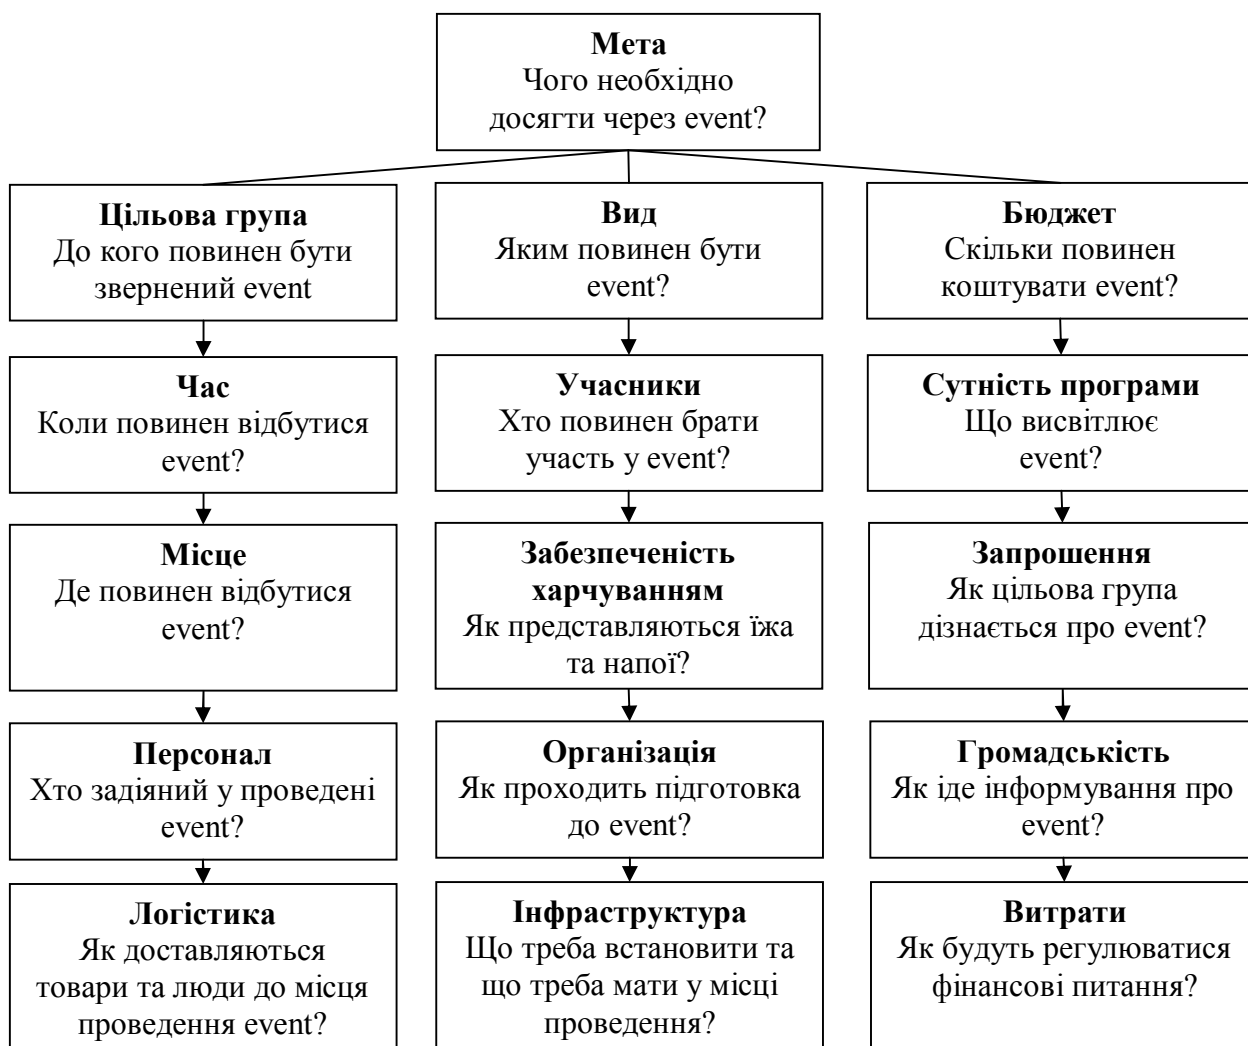 Мета
Чого необхідно
досягти через event?
Цільова група
До кого повинен бути
звернений event
Вид
Яким повинен бути
event?
Бюджет
Скільки повинен
коштувати event?
Час
Коли повинен відбутися
event?
Учасники
Хто повинен брати
участь у event?
Сутність програми
Що висвітлює
event?
Місце
Де повинен відбутися
event?
Забезпеченість
харчуванням
Як представляються їжа
та напої?
Запрошення
Як цільова група
дізнається про event?
Персонал
Хто задіяний у проведені
event?
Організація
Як проходить підготовка
до event?
Громадськість
Як іде інформування про
event?
Логістика
Як доставляються
товари та люди до місця
проведення event?
Інфраструктура
Що треба встановити та
що треба мати у місці
проведення?
Витрати
Як будуть регулюватися
фінансові питання?